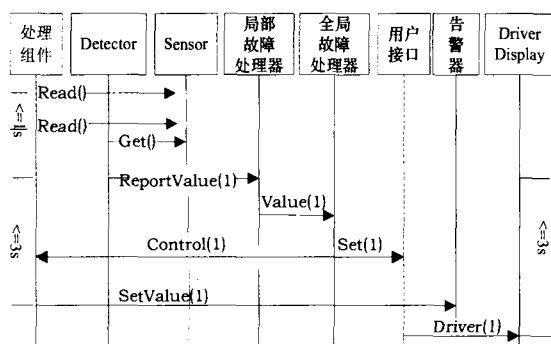 处理
组件
Detector
Sensor
局部
故障
处理器
全局
故障
处理器
用户
接口
告
警
器
Driver
Display
Read()
<=1s
Read()
Get()
ReportValue(1)
Value(1)
<=3s
Control(1)
Set(1)
<=3s
SetValue(1)
Driver(1)